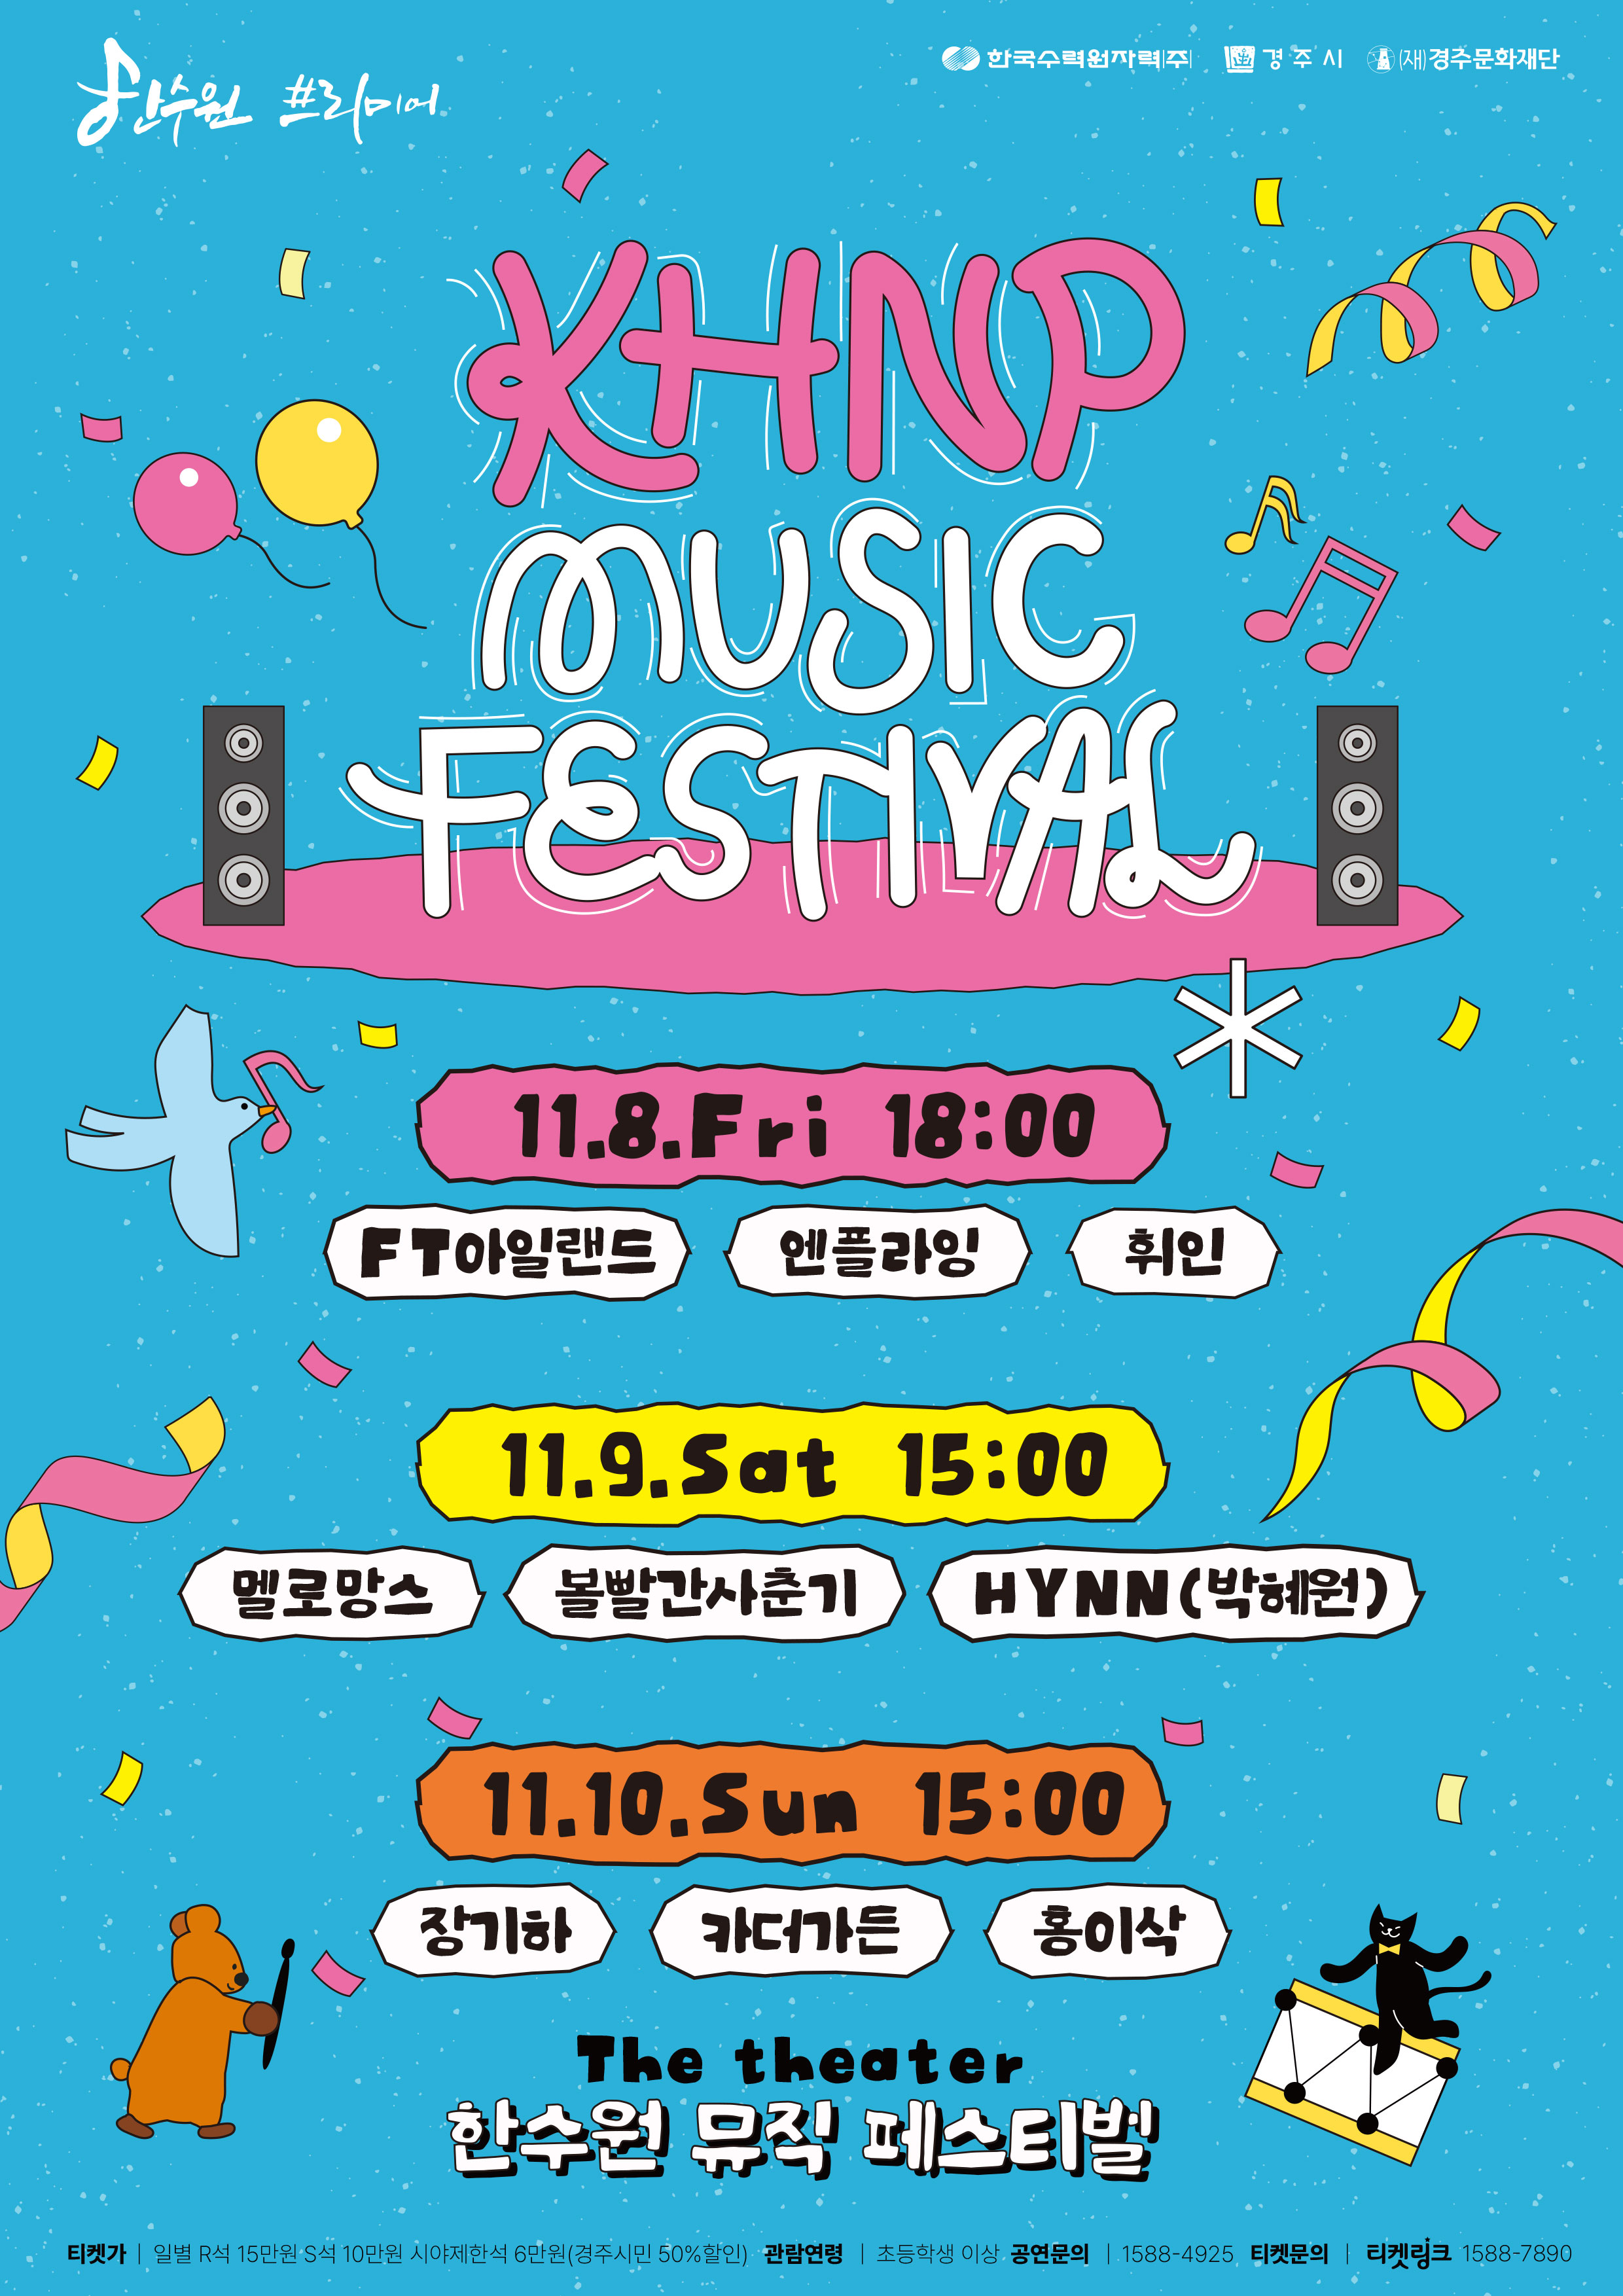 한수원 프리미어
한국수력원자력(주) 경주시 (재)경주문화재단
KHNP
MUSIC
FESTIVAL
11.8.Fri 18:00
FT아일랜드 엔플라잉 휘인
11.9.Sat 15:00
멜로망스 볼빨간사춘기 HYNN(박혜원)
11.10.Sun 15:00
장기하 카더가든 홍이삭
The theater
한수원 뮤직 페스티벌
티켓가 | 일별 R석 15만원 S석 10만원 시야제한석 6만원(경주시민 50%할인) 관람연령 | 초등학생 이상 공연문의 | 1588-4925 티켓문의 | 티켓링크 1588-7890